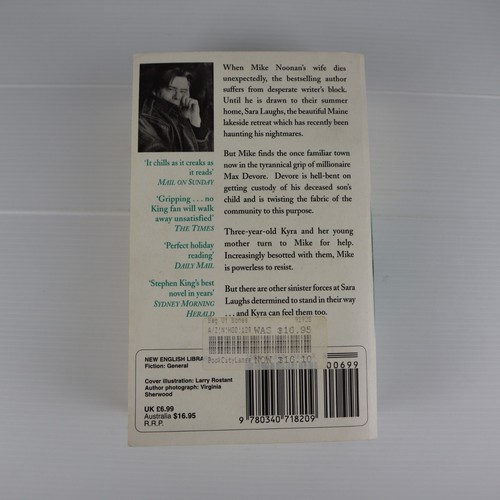 When Mike Noonan's wife dies
unexpectedly, the bestselling author
suffers from desperate writer's block.
Until he is drawn to their summer
home, Sara Laughs, the beautiful Maine
lakeside retreat which has recently been
haunting his nightmares.
But Mike finds the once familiar town
now in the tyrannical grip of millionaire
Max Devore. Devore is hell-bent on
getting custody of his deceased son's
child and is twisting the fabric of the
community to this purpose.
Three-year-old Kyra and her young
mother turn to Mike for help.
Increasingly besotted with them, Mike
is powerless to resist.
But there are other sinister forces at Sara
Laughs determined to stand in their way
. . . and Kyra can feel them too.
'It chills as it creaks as
it reads'
MAIL ON SUNDAY
'Gripping . . . no
King fan will walk
away unsatisfied'
THE TIMES
'Perfect holiday
reading'
DAILY MAIL
'Stephen King's best
novel in years'
SYDNEY MORNING
HERALD
Bag Of Bones
WAS $16.95
NOW $10.10
NEW ENGLISH
Fiction: General
Cover illustration: Larry Rostant
Author photograph: Virginia
Sherwood
UK £6.99
Australia $16.95
R.R.P.
00699
9 780340 718209